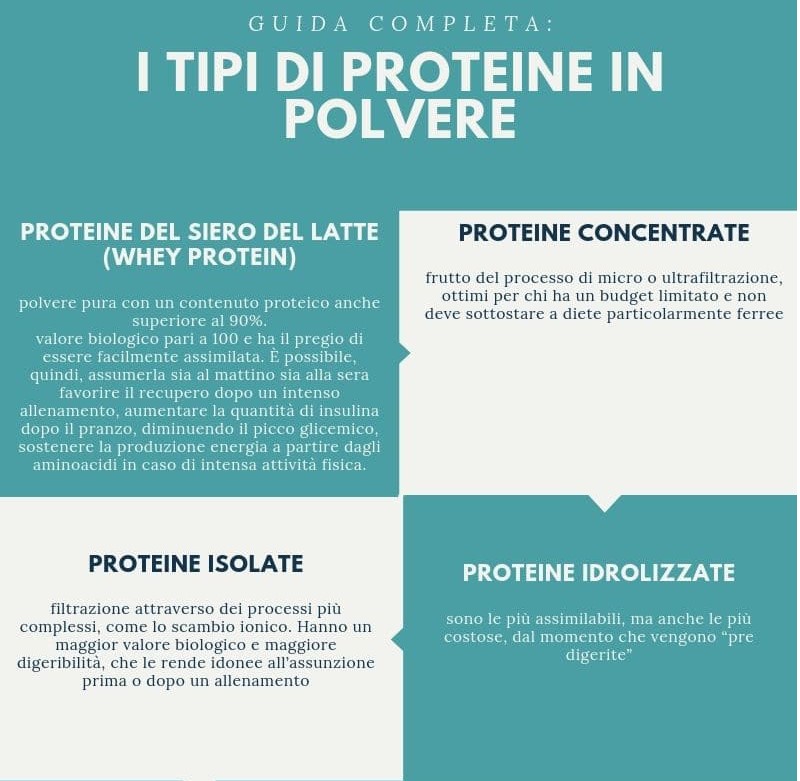 GUIDA COMPLETA:
I TIPI DI PROTEINE IN
POLVERE
PROTEINE DEL SIERO DEL LATTE
(WHEY PROTEIN)
polvere pura con un contenuto proteico anche
superiore al 90%.
valore biologico pari a 100 e ha il pregio di
essere facilmente assimilata. È possibile,
quindi, assumerla sia al mattino sia alla sera
favorire il recupero dopo un intenso
allenamento, aumentare la quantità di insulina
dopo il pranzo, diminuendo il picco glicemico,
sostenere la produzione energia a partire dagli
aminoacidi in caso di intensa attività fisica.
PROTEINE CONCENTRATE
frutto del processo di micro o ultrafiltrazione,
ottimi per chi ha un budget limitato e non
deve sottostare a diete particolarmente ferree
PROTEINE ISOLATE
filtrazione attraverso dei processi più
complessi, come lo scambio ionico. Hanno un
maggior valore biologico e maggiore
digeribilità, che le rende idonee all'assunzione
prima o dopo un allenamento
PROTEINE IDROLIZZATE
sono le più assimilabili, ma anche le più
costose, dal momento che vengono “pre
digerite”